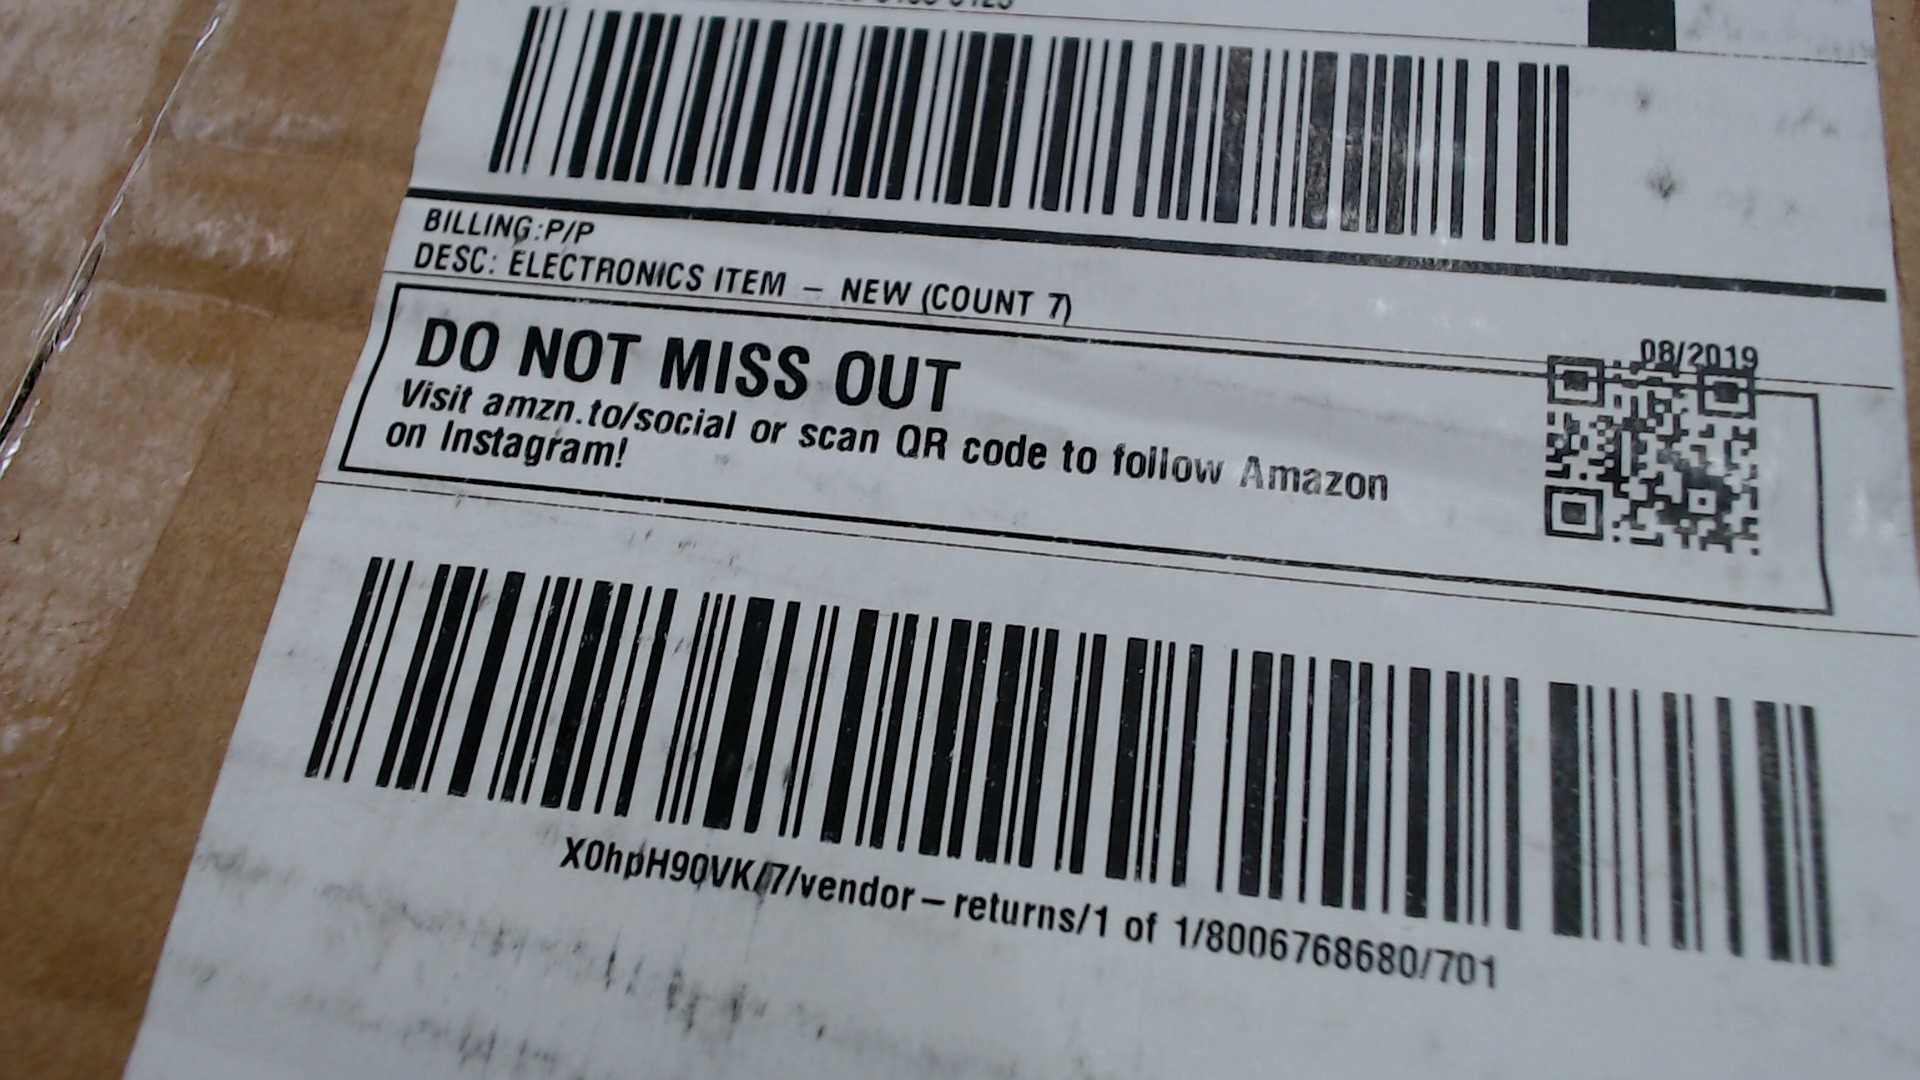 BILLING:P/P
DESC: ELECTRONICS ITEM – NEW (COUNT 7)
08/2019
DO NOT MISS OUT
Visit amzn.to/social or scan QR code to follow Amazon
on Instagram!
X0hpH90VK/7/vendor–returns/1 of 1/8006768680/701